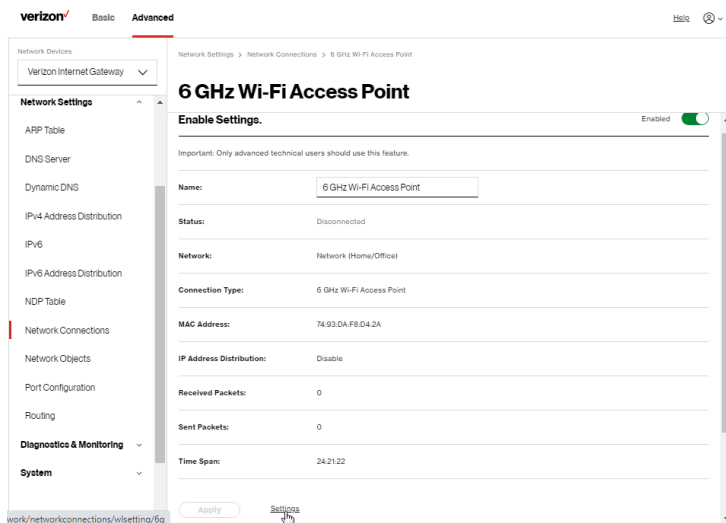 verizon✓ Basic Advanced Help
Network Devices
Verizon Internet Gateway
Network Settings
ARP Table
DNS Server
Dynamic DNS
IPv4 Address Distribution
IPv6
IPv6 Address Distribution
NDP Table
Network Connections
Network Objects
Port Configuration
Routing
Diagnostics & Monitoring
System
Network Settings > Network Connections > 6 GHz Wi-Fi Access Point
6 GHz Wi-Fi Access Point
Enable Settings. Enabled
Important: Only advanced technical users should use this feature.
Name: 6 GHz Wi-Fi Access Point
Status: Disconnected
Network: Network (Home/Office)
Connection Type: 6 GHz Wi-Fi Access Point
MAC Address: 74:93:DA:F8:D4:2A
IP Address Distribution: Disable
Received Packets: 0
Sent Packets: 0
Time Span: 24:21:22
Apply Settings
work/networkconnections/wlsetting/6g